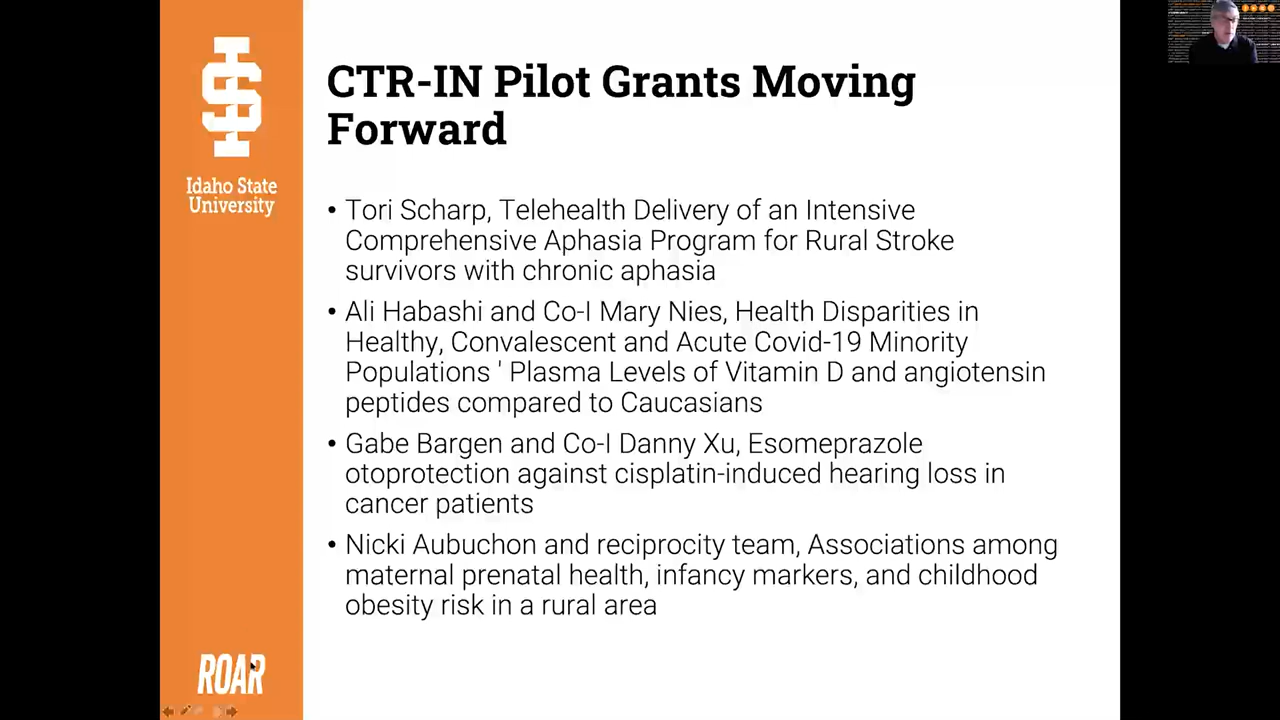 CTR-IN Pilot Grants Moving
Forward
Idaho State
University
• Tori Scharp, Telehealth Delivery of an Intensive
Comprehensive Aphasia Program for Rural Stroke
survivors with chronic aphasia
• Ali Habashi and Co-I Mary Nies, Health Disparities in
Healthy, Convalescent and Acute Covid-19 Minority
Populations ' Plasma Levels of Vitamin D and angiotensin
peptides compared to Caucasians
• Gabe Bargen and Co-I Danny Xu, Esomeprazole
otoprotection against cisplatin-induced hearing loss in
cancer patients
• Nicki Aubuchon and reciprocity team, Associations among
maternal prenatal health, infancy markers, and childhood
obesity risk in a rural area
ROAR